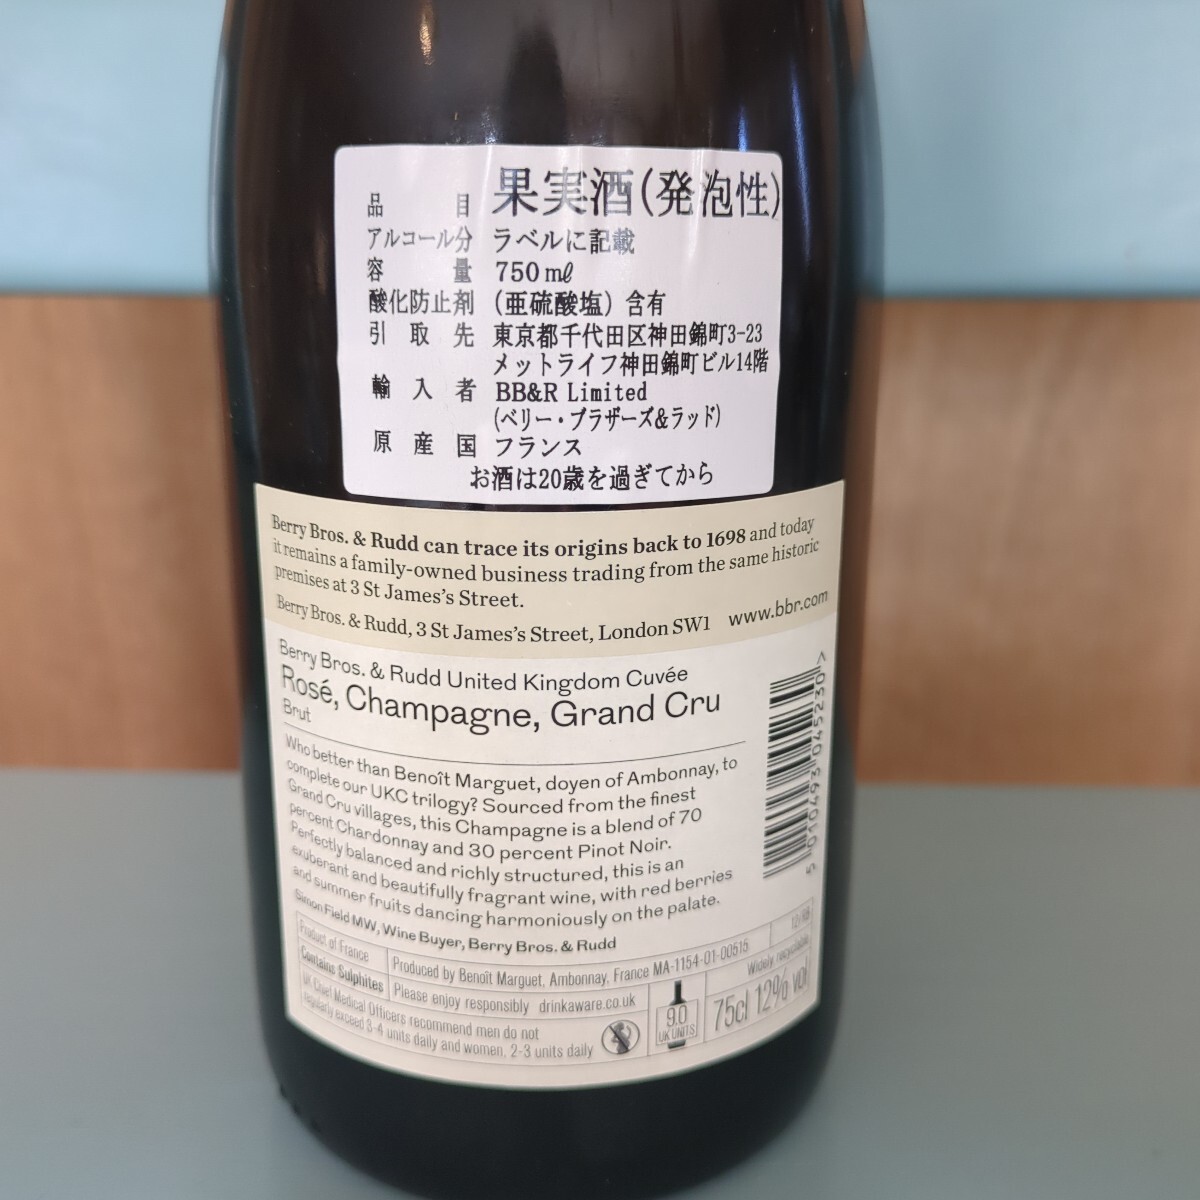 品目 果実酒(発泡性)
アルコール分 ラベルに記載
容量 750mℓ
酸化防止剤 (亜硫酸塩) 含有
引取先 東京都千代田区神田錦町3-23
メットライフ神田錦町ビル14階
輸入者 BB&R Limited
(ベリー・ブラザーズ&ラッド)
原産国 フランス
お酒は20歳を過ぎてから
Berry Bros. & Rudd can trace its origins back to 1698 and today
it remains a family-owned business trading from the same historic
premises at 3 St James's Street.
Berry Bros. & Rudd, 3 St James's Street, London SW1 www.bbr.com
Berry Bros. & Rudd United Kingdom Cuvée
Rosé, Champagne, Grand Cru
Brut
Who better than Benoît Marguet, doyen of Ambonnay, to
complete our UKC trilogy? Sourced from the finest
Grand Cru villages, this Champagne is a blend of 70
percent Chardonnay and 30 percent Pinot Noir.
Perfectly balanced and richly structured, this is an
exuberant and beautifully fragrant wine, with red berries
and summer fruits dancing harmoniously on the palate.
Simon Field MW, Wine Buyer, Berry Bros. & Rudd
5 010493 045230 >
Product of France
Produced by Benoît Marguet, Ambonnay, France MA-1154-01-00515
12/18
Contains Sulphites
Please enjoy responsibly drinkaware.co.uk
Widely recyclable
UK Chief Medical Officers recommend men do not
regularly exceed 3-4 units daily and women, 2-3 units daily
9.0
UK UNITS
75cl 12% vol